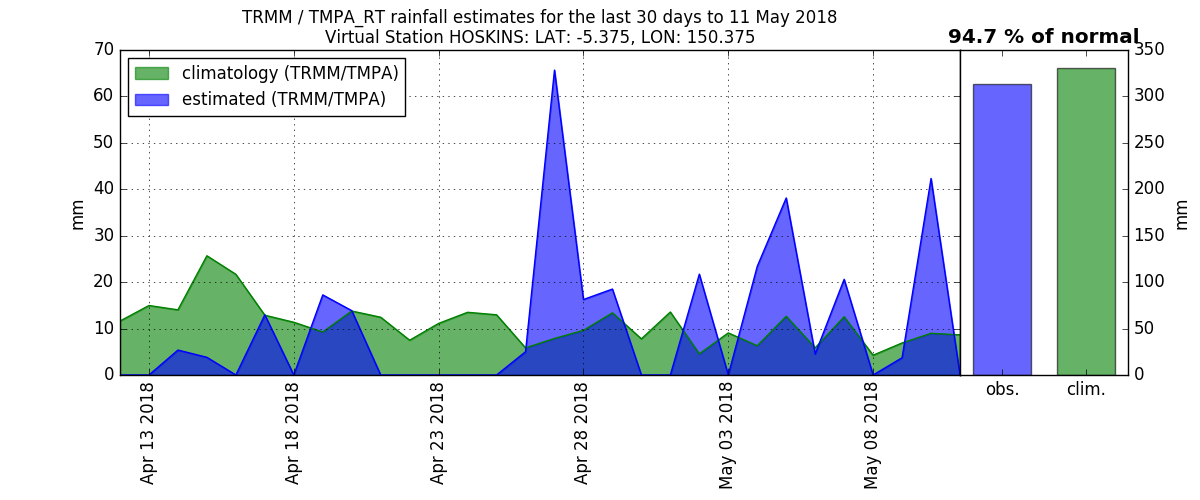 TRMM / TMPA_RT rainfall estimates for the last 30 days to 11 May 2018
Virtual Station HOSKINS: LAT: -5.375, LON: 150.375
94.7 % of normal
climatology (TRMM/TMPA)
estimated (TRMM/TMPA)
70
60
50
40
30
20
10
0
mm
Apr 13 2018
Apr 18 2018
Apr 23 2018
Apr 28 2018
May 03 2018
May 08 2018
350
300
250
200
150
100
50
0
mm
obs.
clim.